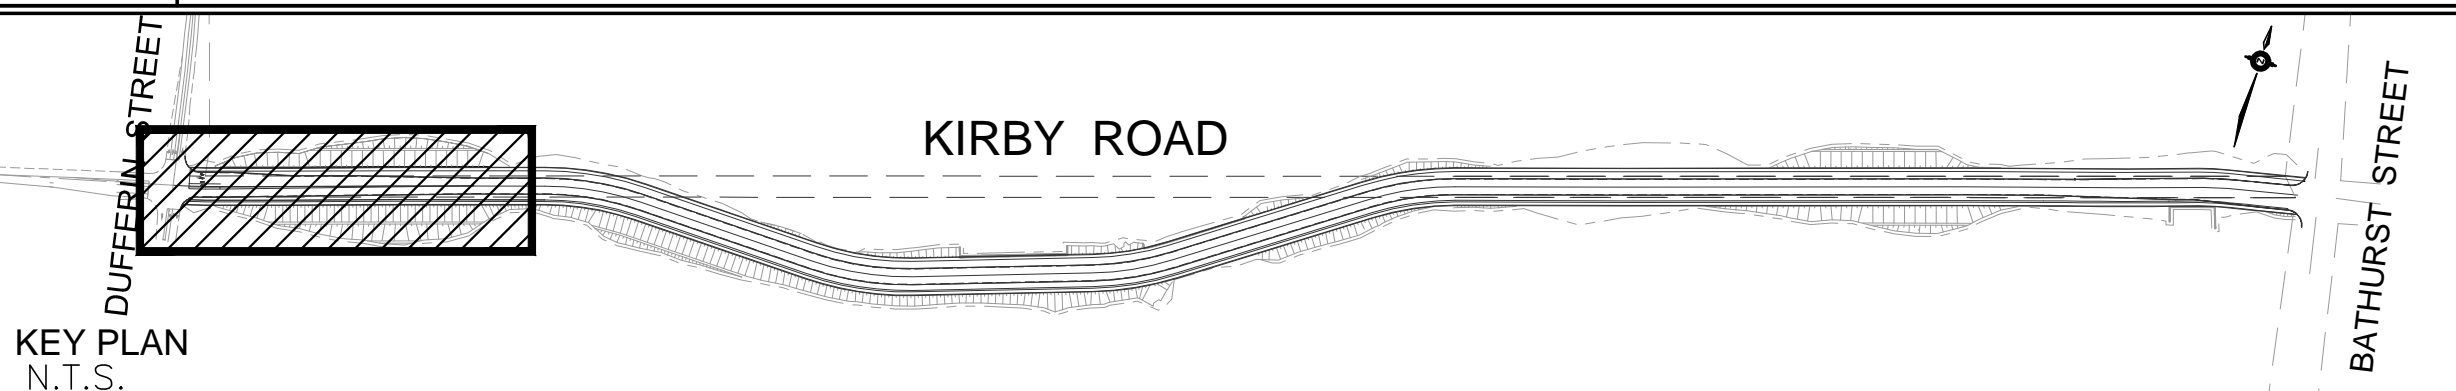 DUFFERIN STREET
KIRBY ROAD
Z
BATHURST STREET
KEY PLAN
N.T.S.